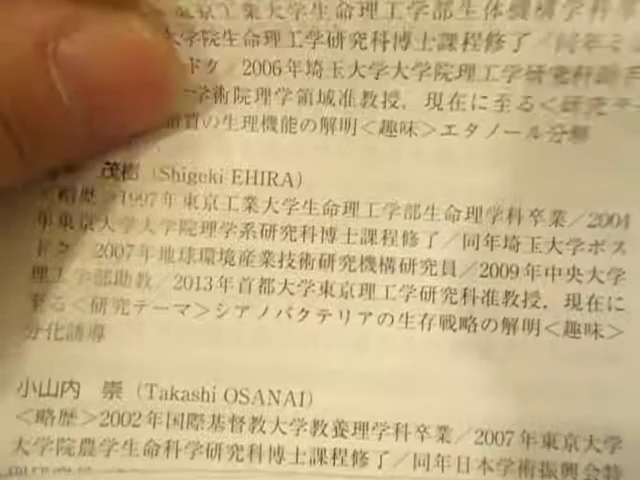 東京工業大学生命理工学部生体機構学科卒
大学院生命理工学研究科博士課程修了／同年
ドク／2006年埼玉大学大学院理工学研究科
学術院理学領域准教授，現在に至る＜研究テ
質の生理機能の解明＜趣味＞エタノール分解
茂樹（Shigeki EHIRA）
略歴＞1997年東京工業大学生命理工学部生命理学科卒業／2004
年東京大学大学院理学系研究科博士課程修了／同年埼玉大学ポス
ドク／2007年地球環境産業技術研究機構研究員／2009年中央大学
理工学部助教／2013年首都大学東京理工学研究科准教授，現在に
至る＜研究テーマ＞シアノバクテリアの生存戦略の解明＜趣味＞
分化誘導
小山内　崇（Takashi OSANAI）
＜略歴＞2002年国際基督教大学教養理学科卒業／2007年東京大学
大学院農学生命科学研究科博士課程修了／同年日本学術振興会特